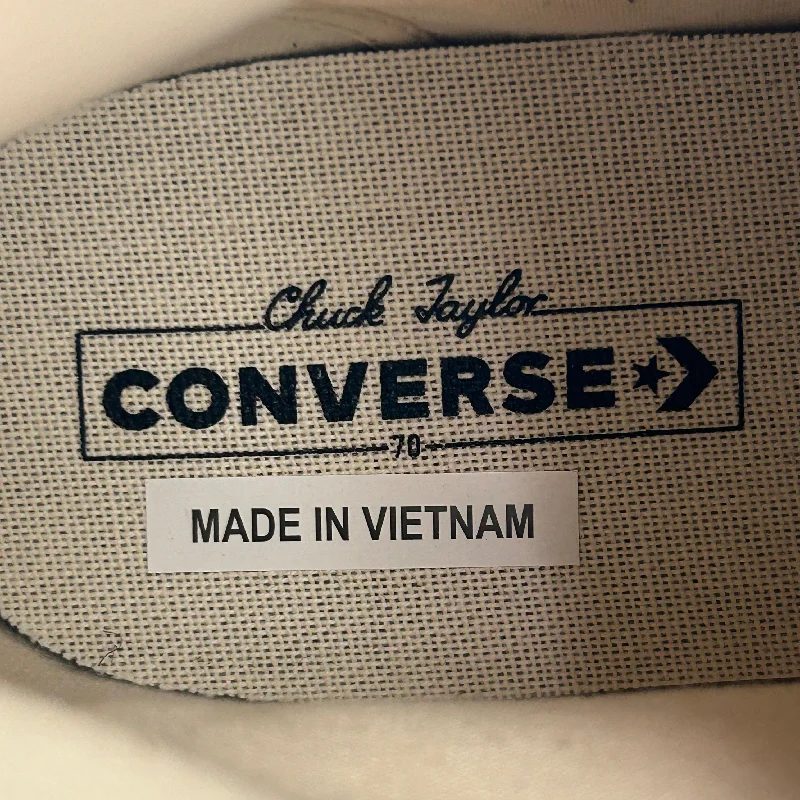 Chuck Taylor
CONVERSE
70
MADE IN VIETNAM